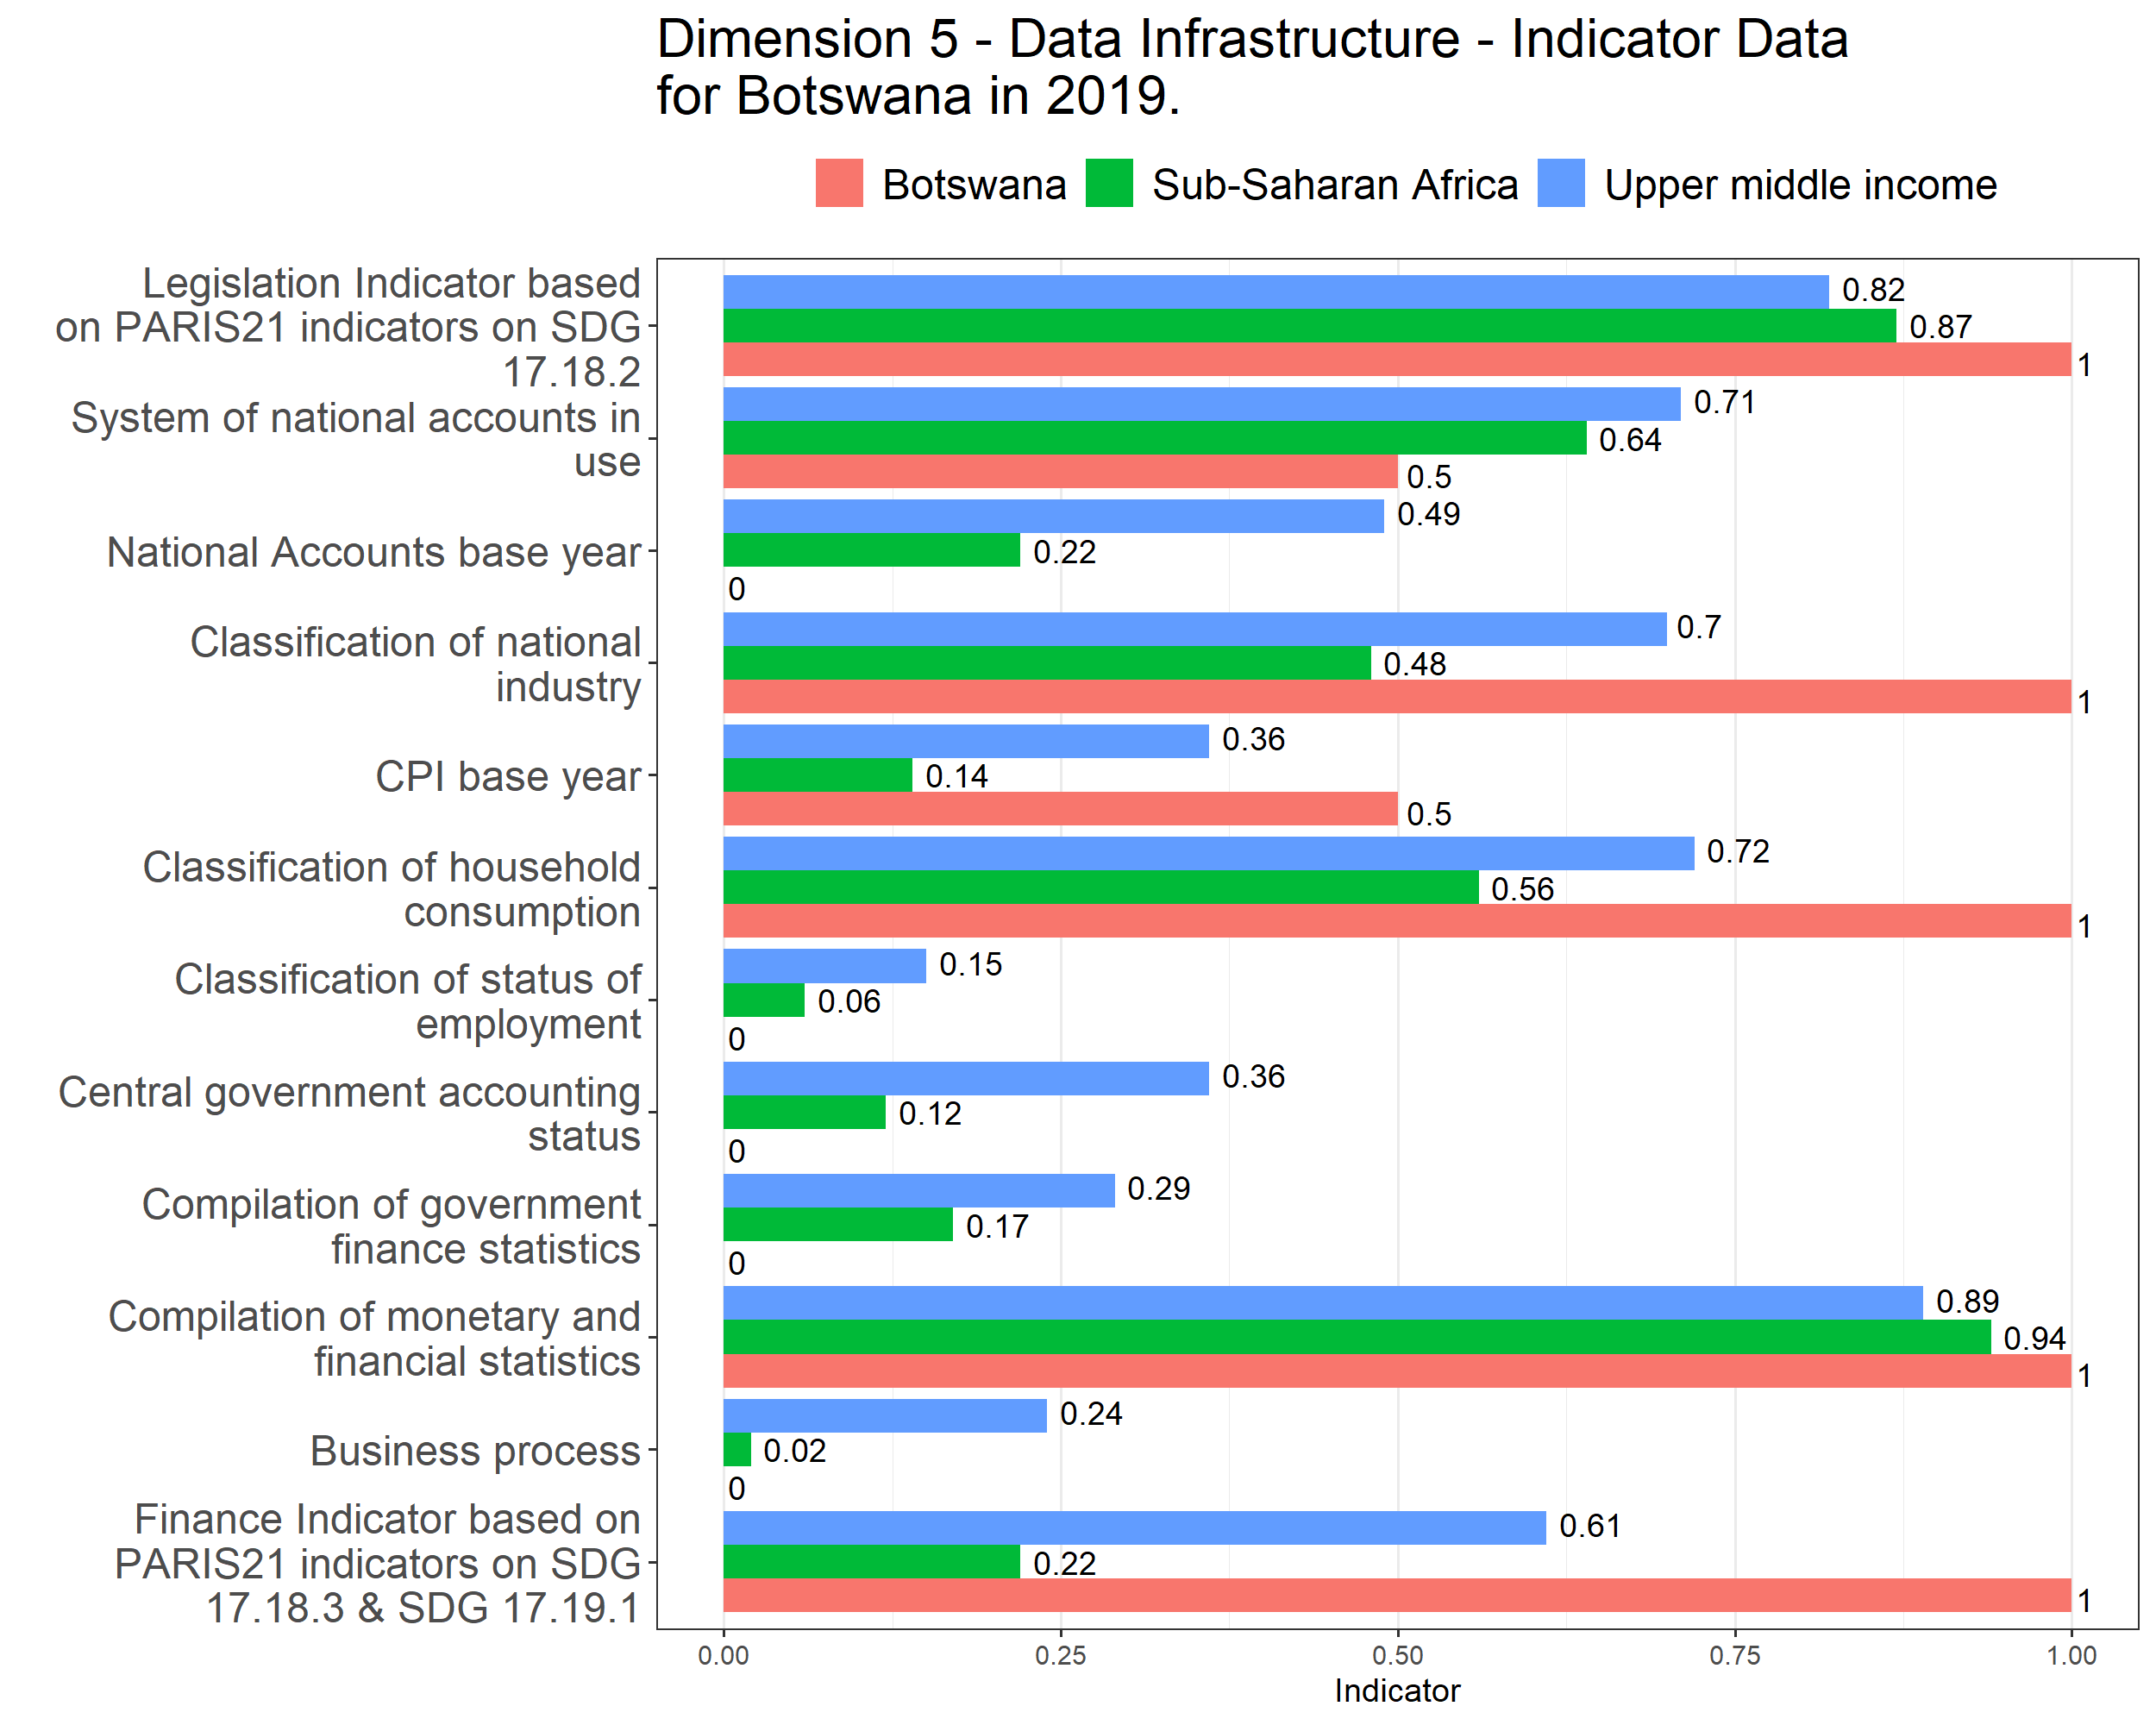 Dimension 5 - Data Infrastructure - Indicator Data
for Botswana in 2019.
Botswana Sub-Saharan Africa Upper middle income
Legislation Indicator based
on PARIS21 indicators on SDG
17.18.2
0.82
0.87
1
System of national accounts in
use
0.71
0.64
0.5
National Accounts base year
0.49
0.22
0
Classification of national
industry
0.7
0.48
1
CPI base year
0.36
0.14
0.5
Classification of household
consumption
0.72
0.56
1
Classification of status of
employment
0.15
0.06
0
Central government accounting
status
0.36
0.12
0
Compilation of government
finance statistics
0.29
0.17
0
Compilation of monetary and
financial statistics
0.89
0.94
1
Business process
0.24
0.02
0
Finance Indicator based on
PARIS21 indicators on SDG
17.18.3 & SDG 17.19.1
0.61
0.22
1
0.00 0.25 0.50 0.75 1.00
Indicator